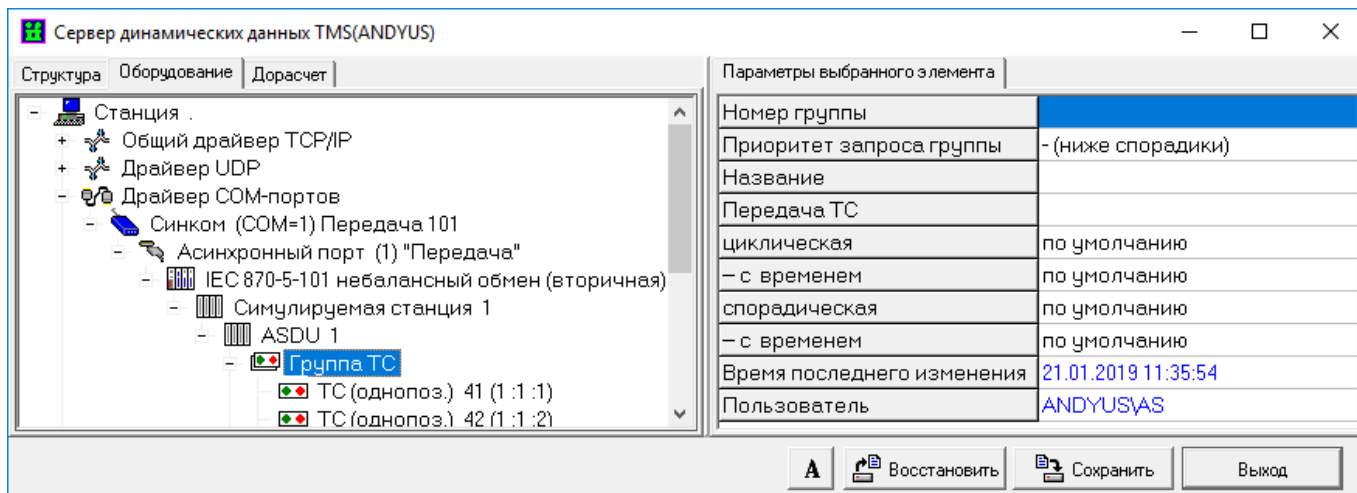 Сервер динамических данных TMS(ANDYUS)
Структура Оборудование Дорасчет
Станция .
Общий драйвер TCP/IP
Драйвер UDP
Драйвер COM-портов
Синком (COM=1) Передача 101
Асинхронный порт (1) "Передача"
IEC 870-5-101 небалансный обмен (вторичная)
Симулируемая станция 1
ASDU 1
Группа ТС
ТС (однопоз.) 41 (1 :1 :1)
ТС (однопоз.) 42 (1 :1 :2)
Параметры выбранного элемента
Номер группы
Приоритет запроса группы - (ниже спорадики)
Название
Передача ТС
циклическая по умолчанию
– с временем по умолчанию
спорадическая по умолчанию
– с временем по умолчанию
Время последнего изменения 21.01.2019 11:35:54
Пользователь ANDYUS\AS
A Восстановить Сохранить Выход